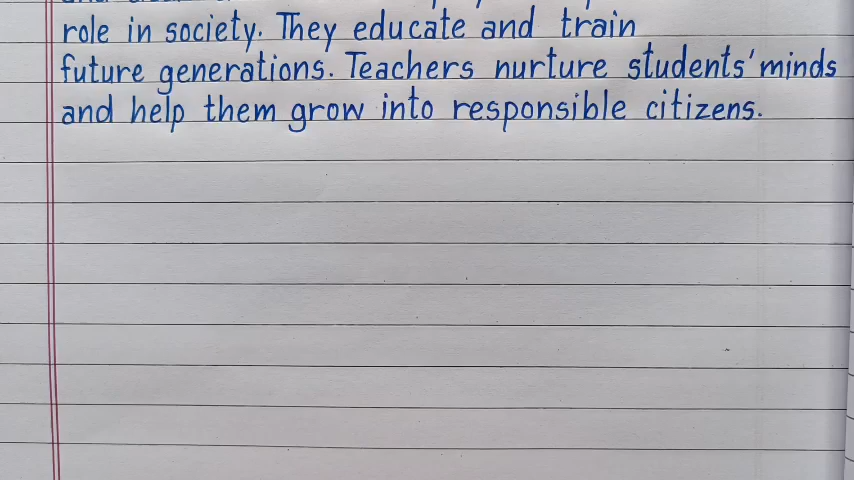 role in society. They educate and train
future generations. Teachers nurture students' minds
and help them grow into responsible citizens.